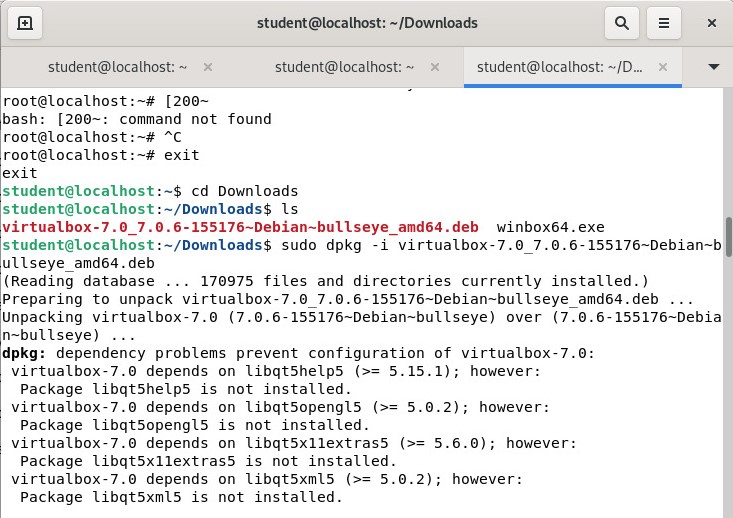 student@localhost: ~/Downloads
student@localhost: ~ × student@localhost: ~ × student@localhost: ~/D... ×
root@localhost:~# [200~
bash: [200~: command not found
root@localhost:~# ^C
root@localhost:~# exit
exit
student@localhost:~$ cd Downloads
student@localhost:~/Downloads$ ls
virtualbox-7.0_7.0.6-155176~Debian~bullseye_amd64.deb  winbox64.exe
student@localhost:~/Downloads$ sudo dpkg -i virtualbox-7.0_7.0.6-155176~Debian~b
ullseye_amd64.deb
(Reading database ... 170975 files and directories currently installed.)
Preparing to unpack virtualbox-7.0_7.0.6-155176~Debian~bullseye_amd64.deb ...
Unpacking virtualbox-7.0 (7.0.6-155176~Debian~bullseye) over (7.0.6-155176~Debia
n~bullseye) ...
dpkg: dependency problems prevent configuration of virtualbox-7.0:
 virtualbox-7.0 depends on libqt5help5 (>= 5.15.1); however:
  Package libqt5help5 is not installed.
 virtualbox-7.0 depends on libqt5opengl5 (>= 5.0.2); however:
  Package libqt5opengl5 is not installed.
 virtualbox-7.0 depends on libqt5x11extras5 (>= 5.6.0); however:
  Package libqt5x11extras5 is not installed.
 virtualbox-7.0 depends on libqt5xml5 (>= 5.0.2); however:
  Package libqt5xml5 is not installed.